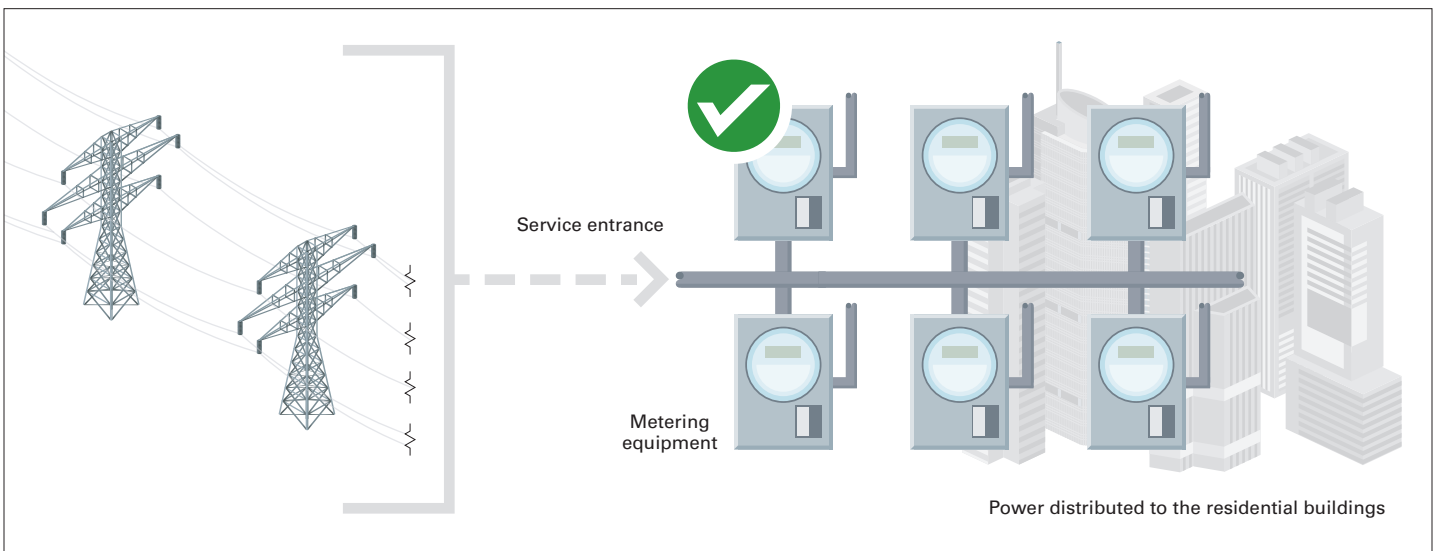 Service entrance
Metering
equipment
Power distributed to the residential buildings